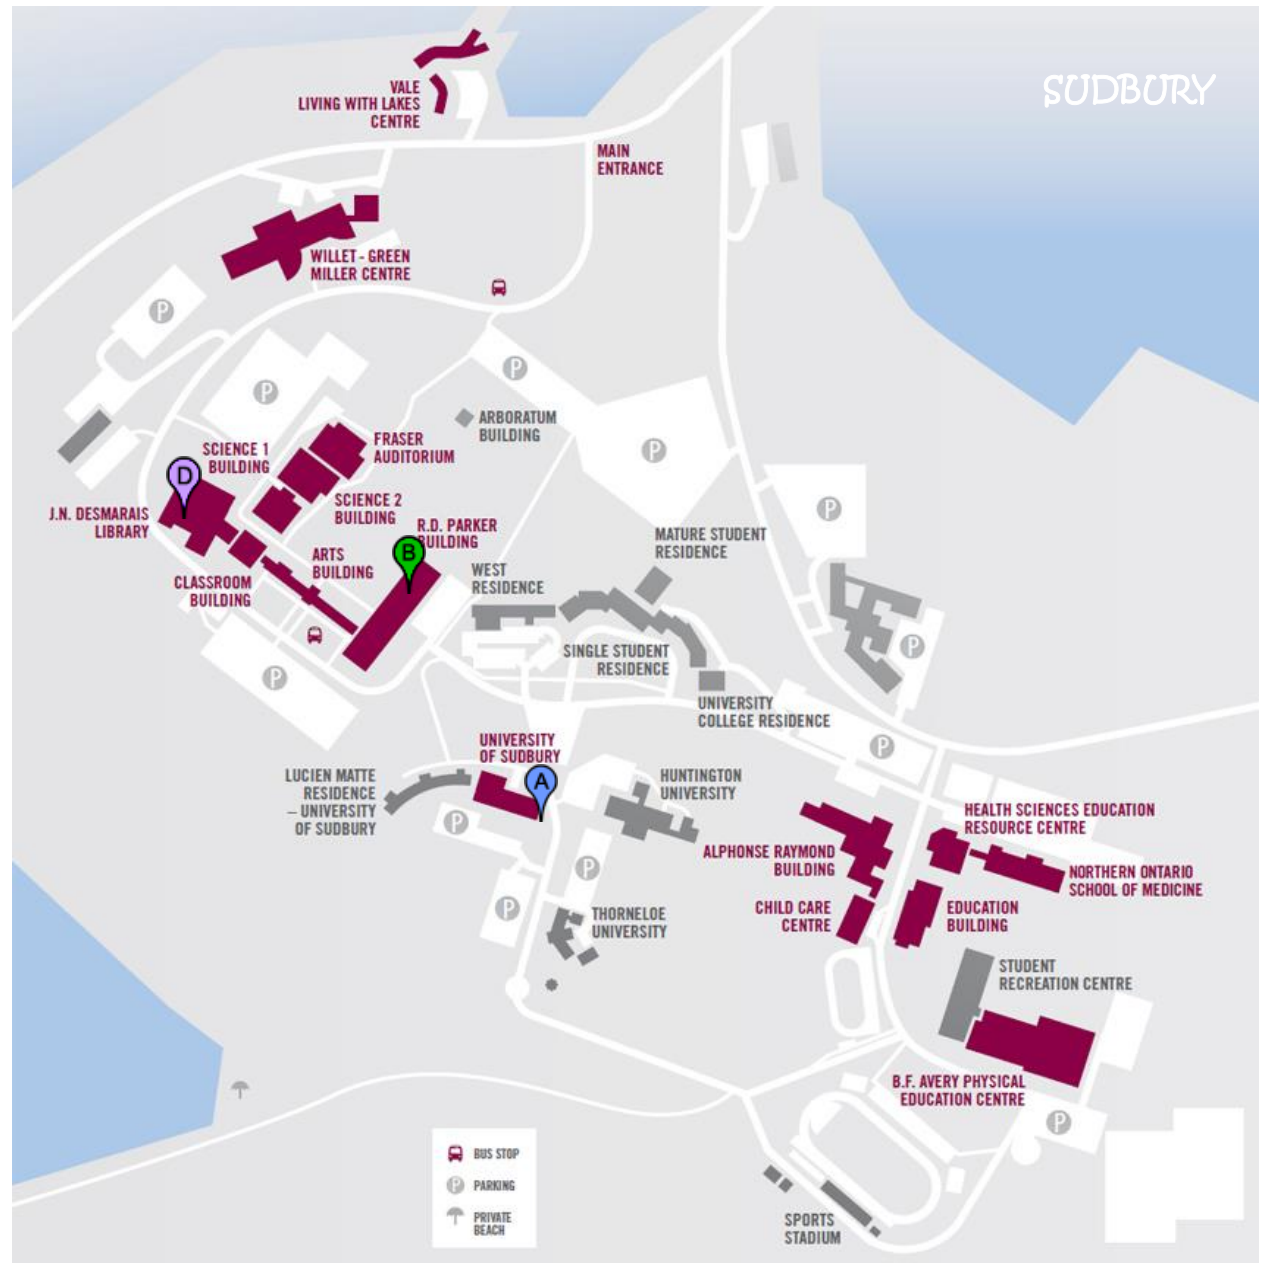 SUDBURY
VALE
LIVING WITH LAKES
CENTRE
MAIN
ENTRANCE
WILLET - GREEN
MILLER CENTRE
P
P
P
ARBORATUM
BUILDING
FRASER
AUDITORIUM
SCIENCE 1
BUILDING
P
D
SCIENCE 2
BUILDING
J.N. DESMARAIS
LIBRARY
P
R.D. PARKER
BUILDING
B
MATURE STUDENT
RESIDENCE
ARTS
BUILDING
WEST
RESIDENCE
CLASSROOM
BUILDING
SINGLE STUDENT
RESIDENCE
P
P
UNIVERSITY
COLLEGE RESIDENCE
UNIVERSITY
OF SUDBURY
P
LUCIEN MATTE
RESIDENCE
– UNIVERSITY
OF SUDBURY
A
HUNTINGTON
UNIVERSITY
P
HEALTH SCIENCES EDUCATION
RESOURCE CENTRE
ALPHONSE RAYMOND
BUILDING
P
NORTHERN ONTARIO
SCHOOL OF MEDICINE
CHILD CARE
CENTRE
EDUCATION
BUILDING
P
THORNELOE
UNIVERSITY
STUDENT
RECREATION CENTRE
B.F. AVERY PHYSICAL
EDUCATION CENTRE
P
BUS STOP
P PARKING
PRIVATE
BEACH
SPORTS
STADIUM